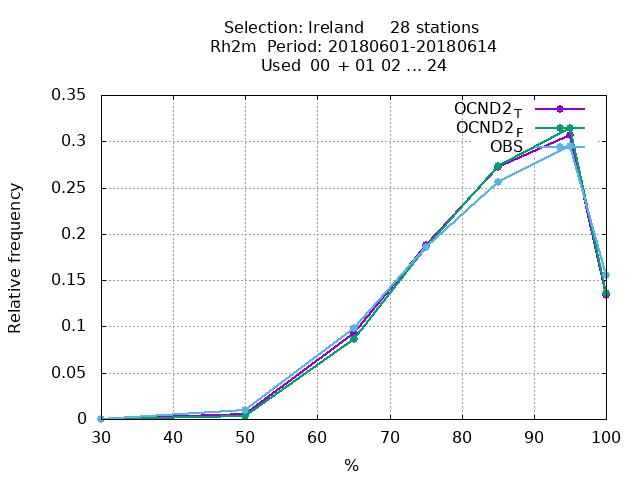 Selection: Ireland 28 stations
Rh2m Period: 20180601-20180614
Used 00 + 01 02 ... 24
0.35
0.3
0.25
0.2
0.15
0.1
0.05
0
Relative frequency
OCND2T
OCND2F
OBS
30 40 50 60 70 80 90 100
%